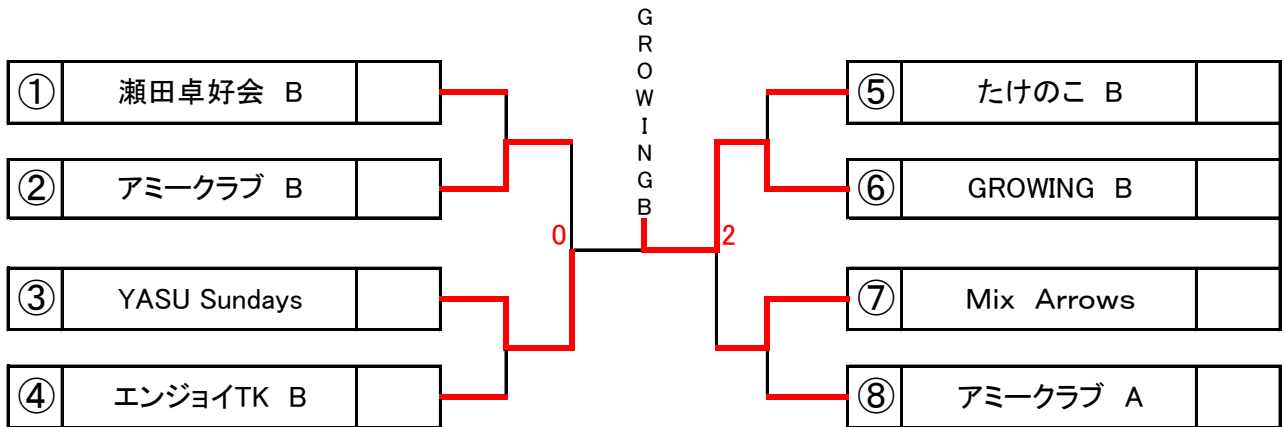 GROWINGB
① 瀬田卓好会 B
② アミークラブ B
③ YASU Sundays
④ エンジョイTK B
0
2
⑤ たけのこ B
⑥ GROWING B
⑦ Mix Arrows
⑧ アミークラブ A